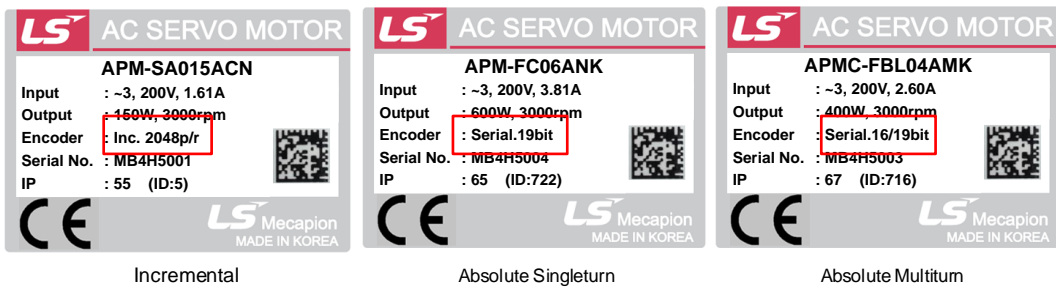 LS AC SERVO MOTOR
APM-SA015ACN
Input : ~3, 200V, 1.61A
Output : 150W, 3000rpm
Encoder : Inc. 2048p/r
Serial No. : MB4H5001
IP : 55 (ID:5)
CE LS Mecapion
MADE IN KOREA
Incremental
LS AC SERVO MOTOR
APM-FC06ANK
Input : ~3, 200V, 3.81A
Output : 600W, 3000rpm
Encoder : Serial.19bit
Serial No. : MB4H5004
IP : 65 (ID:722)
CE LS Mecapion
MADE IN KOREA
Absolute Singleturn
LS AC SERVO MOTOR
APMC-FBL04AMK
Input : ~3, 200V, 2.60A
Output : 400W, 3000rpm
Encoder : Serial.16/19bit
Serial No. : MB4H5003
IP : 67 (ID:716)
CE LS Mecapion
MADE IN KOREA
Absolute Multiturn